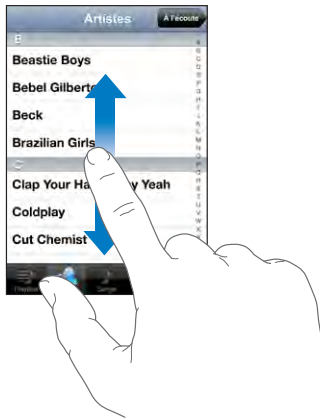 Artistes
À l'écoute
B
Beastie Boys
Bebel Gilberto
Beck
Brazilian Girls
C
Clap Your Ha y Yeah
Coldplay
Cut Chemist